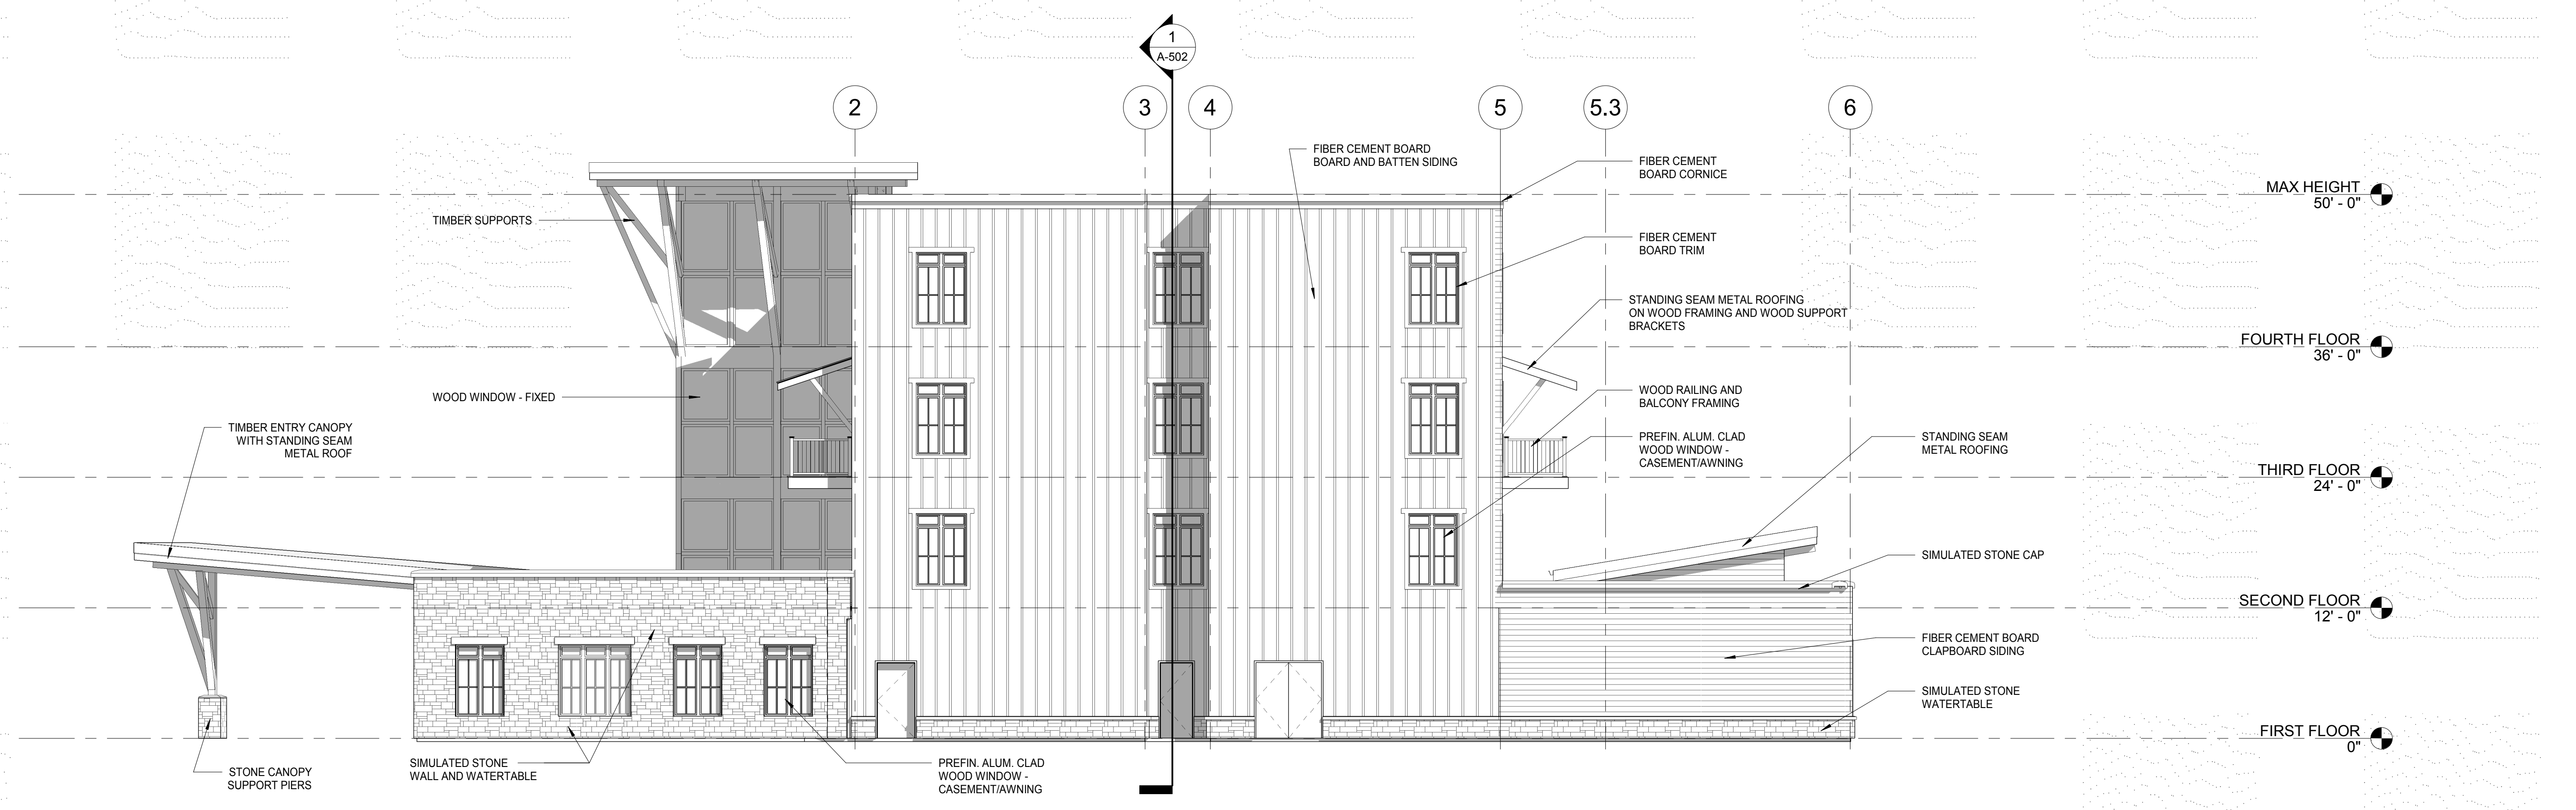 1
A-502
2
3
4
5
5.3
6
FIBER CEMENT BOARD
BOARD AND BATTEN SIDING
FIBER CEMENT
BOARD CORNICE
MAX HEIGHT
50' - 0"
TIMBER SUPPORTS
FIBER CEMENT
BOARD TRIM
STANDING SEAM METAL ROOFING
ON WOOD FRAMING AND WOOD SUPPORT
BRACKETS
FOURTH FLOOR
36' - 0"
WOOD WINDOW - FIXED
WOOD RAILING AND
BALCONY FRAMING
TIMBER ENTRY CANOPY
WITH STANDING SEAM
METAL ROOF
PREFIN. ALUM. CLAD
WOOD WINDOW -
CASEMENT/AWNING
STANDING SEAM
METAL ROOFING
THIRD FLOOR
24' - 0"
SIMULATED STONE CAP
SECOND FLOOR
12' - 0"
FIBER CEMENT BOARD
CLAPBOARD SIDING
SIMULATED STONE
WATERTABLE
FIRST FLOOR
0"
STONE CANOPY
SUPPORT PIERS
SIMULATED STONE
WALL AND WATERTABLE
PREFIN. ALUM. CLAD
WOOD WINDOW -
CASEMENT/AWNING